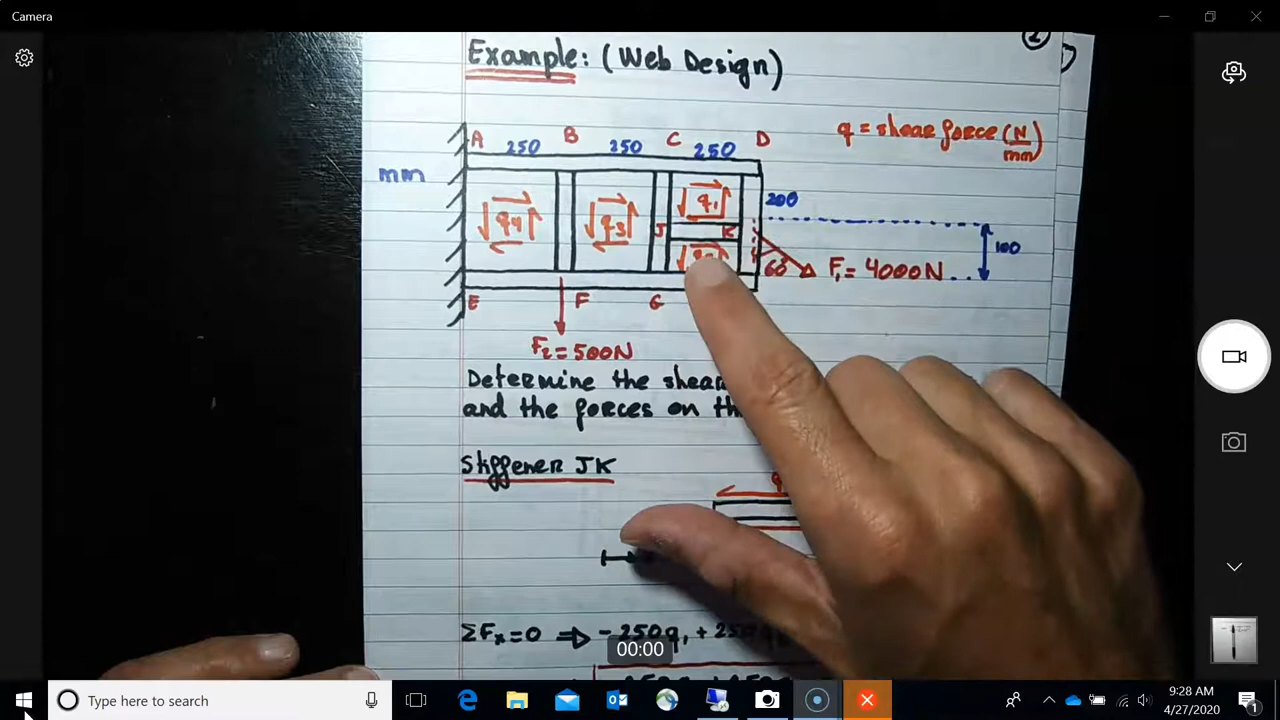 Camera
2
Example: (Web Design)
q = shear force (N/mm)
A 250 B 250 C 250 D
mm
q4 q3 q1 200
J K
100
60 F1 = 4000N
E F G
F2 = 500N
Determine the shear
and the forces on th
Stiffener JK
ΣFx=0 ⇒ -250q1 +
00:00
Type here to search
9:28 AM
4/27/2020